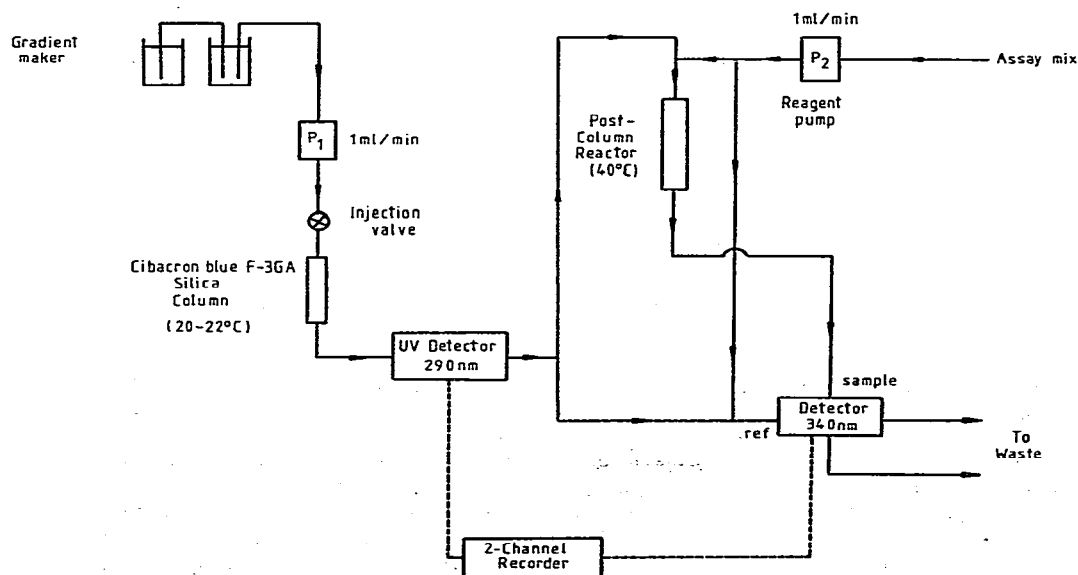 Gradient
maker
P1
1ml/min
Injection
valve
Cibacron blue F-3GA
Silica
Column
(20-22°C)
UV Detector
290nm
Post-
Column
Reactor
(40°C)
1ml/min
P2
Reagent
pump
Assay mix
sample
ref
Detector
340nm
To
Waste
2-Channel
Recorder